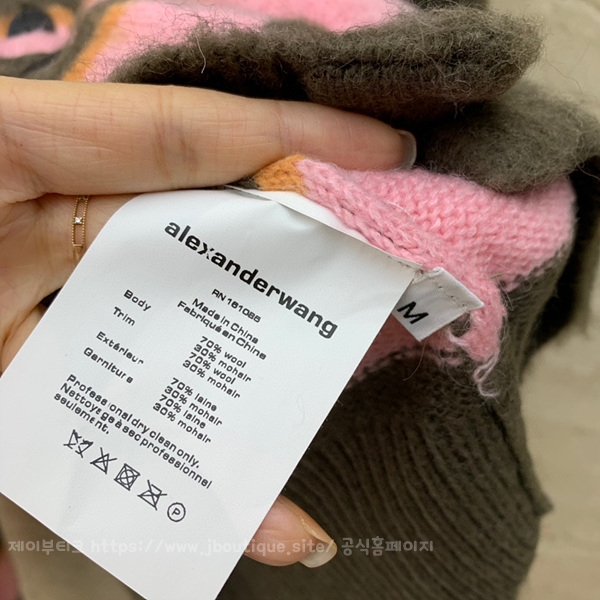 alexanderwang
RN 181085
Body
Made in China
Trim
Fabriqué en China
70% wool
30% mohair
Extérieur
70% wool
Garniture
30% mohair
70% laine
30% mohair
70% laine
30% mohair
Professional dry clean only.
Nettoyage à sec professionnel
seulement.
P
M
제이부티크 https://www.jboutique.site/ 공식홈페이지